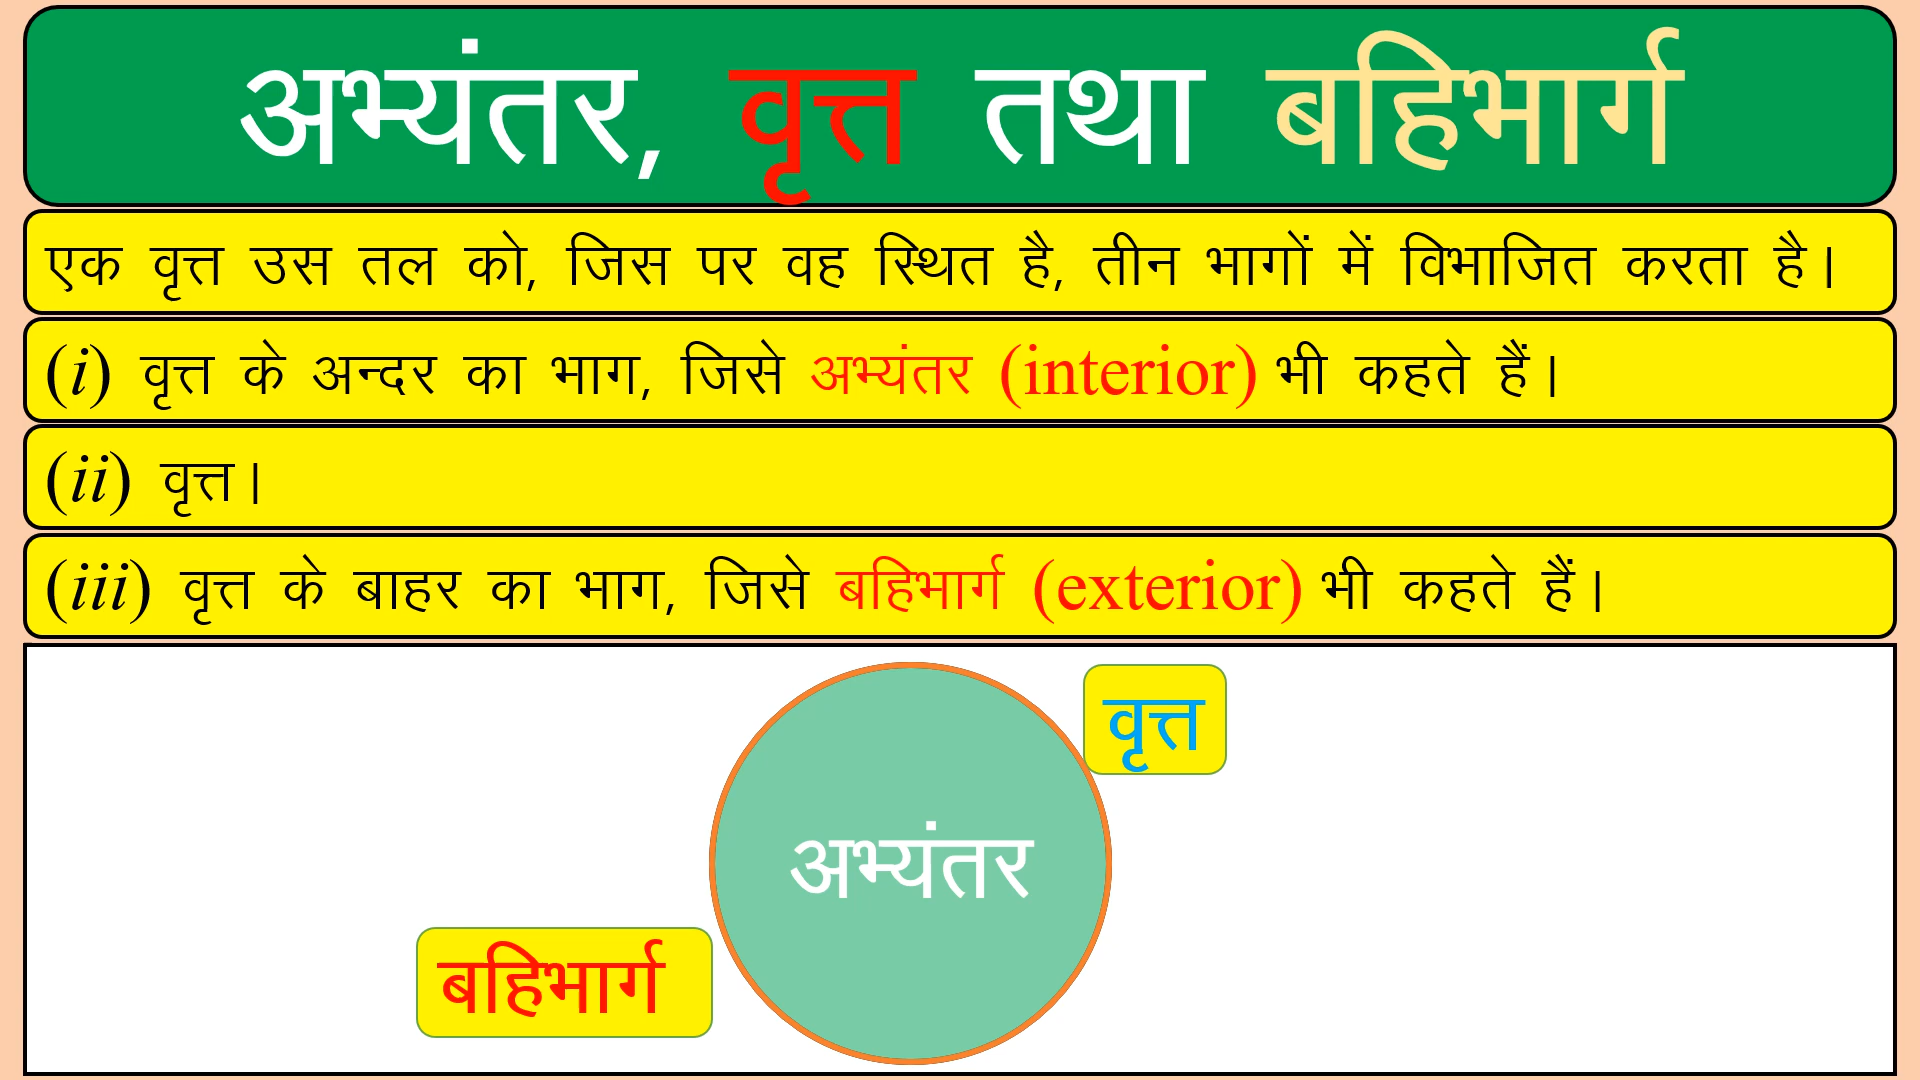 अभ्यंतर, वृत्त तथा बहिभार्ग
एक वृत्त उस तल को, जिस पर वह स्थित है, तीन भागों में विभाजित करता है।
(i) वृत्त के अन्दर का भाग, जिसे अभ्यंतर (interior) भी कहते हैं।
(ii) वृत्त।
(iii) वृत्त के बाहर का भाग, जिसे बहिभार्ग (exterior) भी कहते हैं।
वृत्त
अभ्यंतर
बहिभार्ग